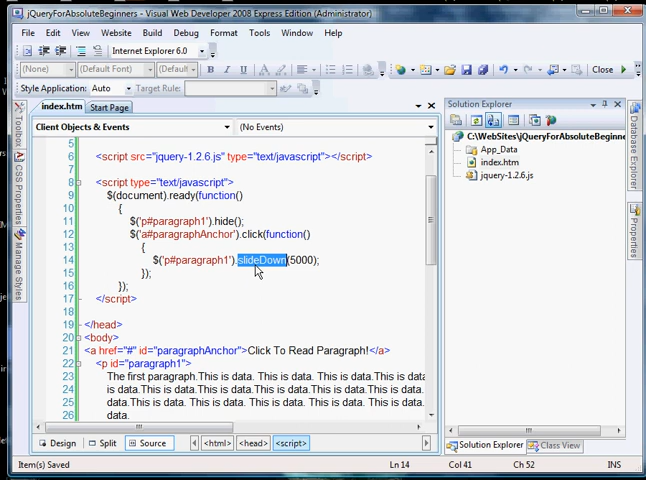 jQueryForAbsoluteBeginners - Visual Web Developer 2008 Express Edition (Administrator)
File Edit View Website Build Debug Format Tools Window Help
Internet Explorer 6.0
(None) (Default Font) (Default B I U A Close
Style Application: Auto Target Rule:
index.htm Start Page
Client Objects & Events (No Events)
5
6 <script src="jquery-1.2.6.js" type="text/javascript"></script>
7
8 <script type="text/javascript">
9 $(document).ready(function()
10 {
11 $('p#paragraph1').hide();
12 $('a#paragraphAnchor').click(function()
13 {
14 $('p#paragraph1').slideDown(5000);
15 });
16 });
17 </script>
18
19 </head>
20 <body>
21 <a href="#" id="paragraphAnchor">Click To Read Paragraph!</a>
22 <p id="paragraph1">
23 The first paragraph.This is data. This is data. This is data.This is dat
24 is data.This is data.This is data. This is data. This is data.This is dat
25 data.This is data.This is data. This is data. This is data.This is data.
26 data.
Design Split Source <html> <head> <script>
Item(s) Saved Ln 14 Col 41 Ch 52 INS
Toolbox
CSS Properties
Manage Styles
Solution Explorer
C:\WebSites\jQueryForAbsoluteBeginne
App_Data
index.htm
jquery-1.2.6.js
Solution Explorer Class View
Database Explorer
Properties